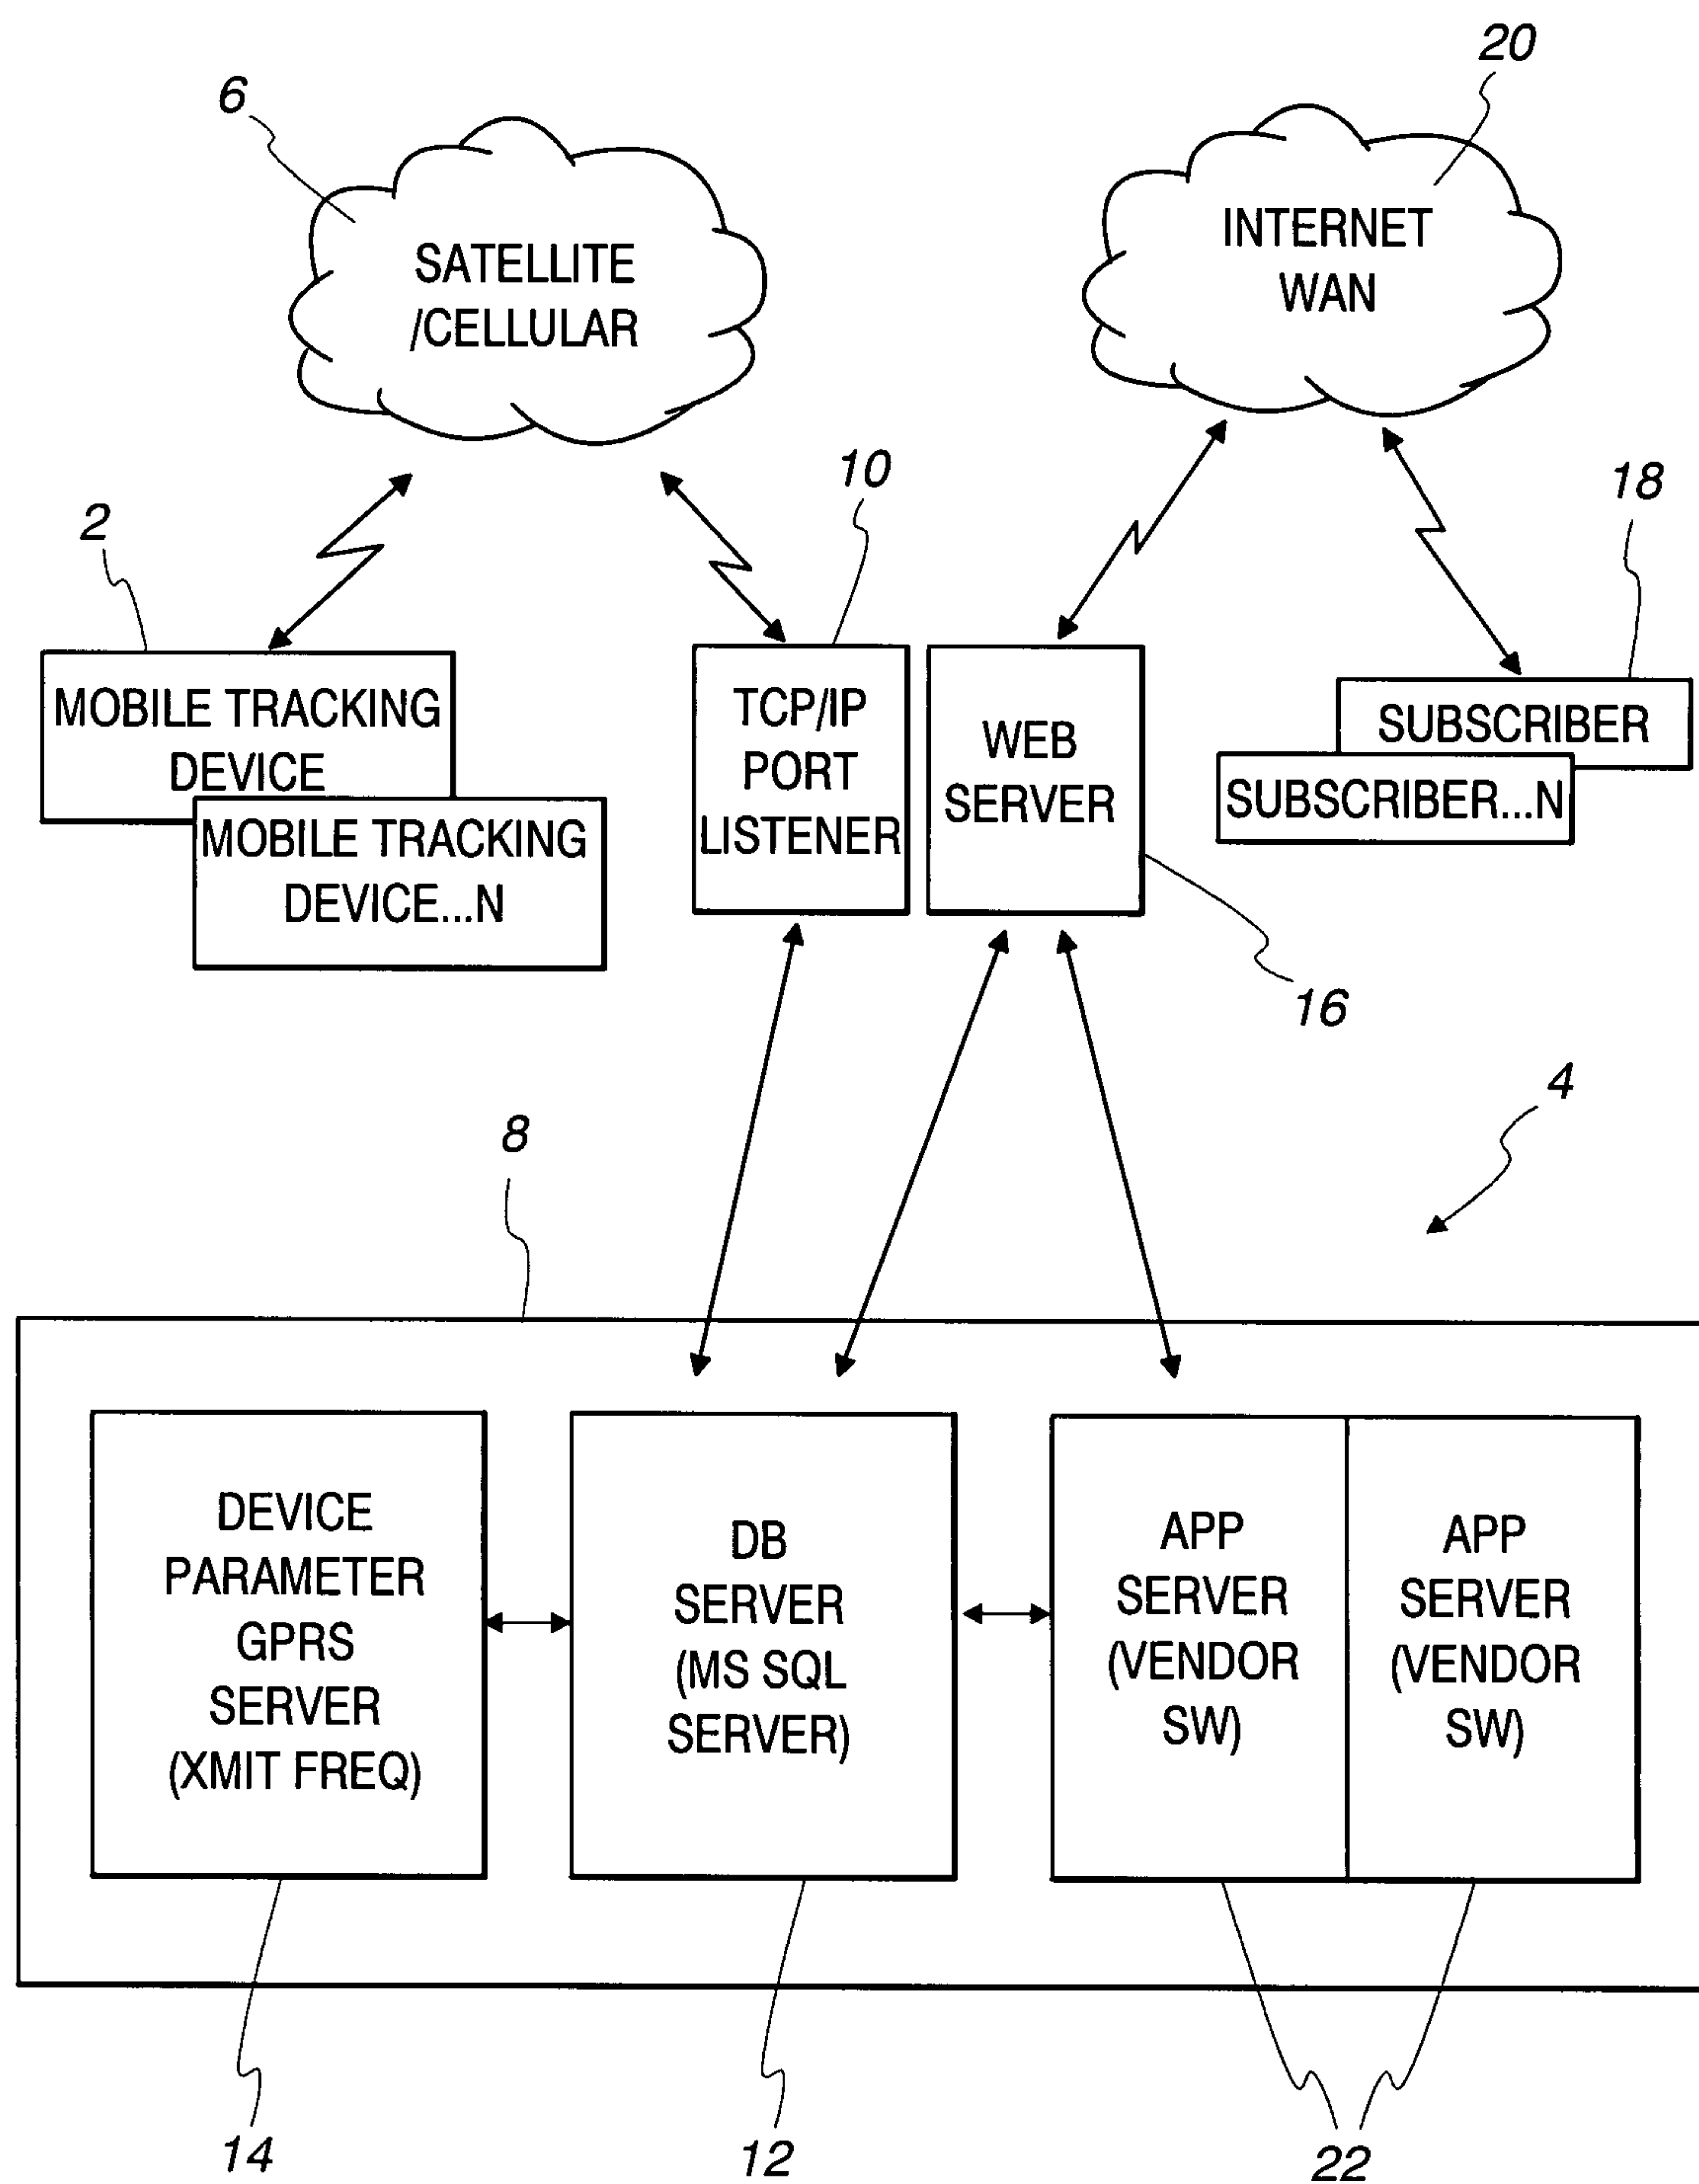 20
6
INTERNET
WAN
SATELLITE
/CELLULAR
10
18
2
MOBILE TRACKING
DEVICE
MOBILE TRACKING
DEVICE...N
TCP/IP
PORT
LISTENER
WEB
SERVER
SUBSCRIBER
SUBSCRIBER...N
16
4
8
DEVICE
PARAMETER
GPRS
SERVER
(XMIT FREQ)
DB
SERVER
(MS SQL
SERVER)
APP
SERVER
(VENDOR
SW)
APP
SERVER
(VENDOR
SW)
14
12
22